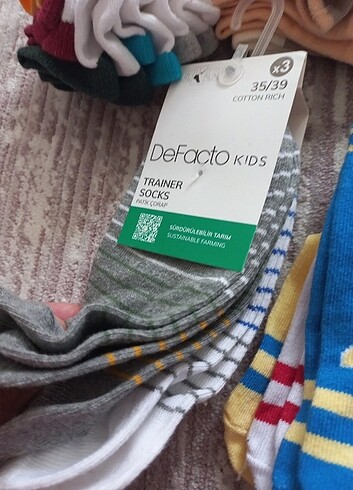 x3
35/39
COTTON RICH
DeFacto KIDS
TRAINER
SOCKS
PATİK ÇORAP
SÜRDÜRÜLEBİLİR TARIM
SUSTAINABLE FARMING